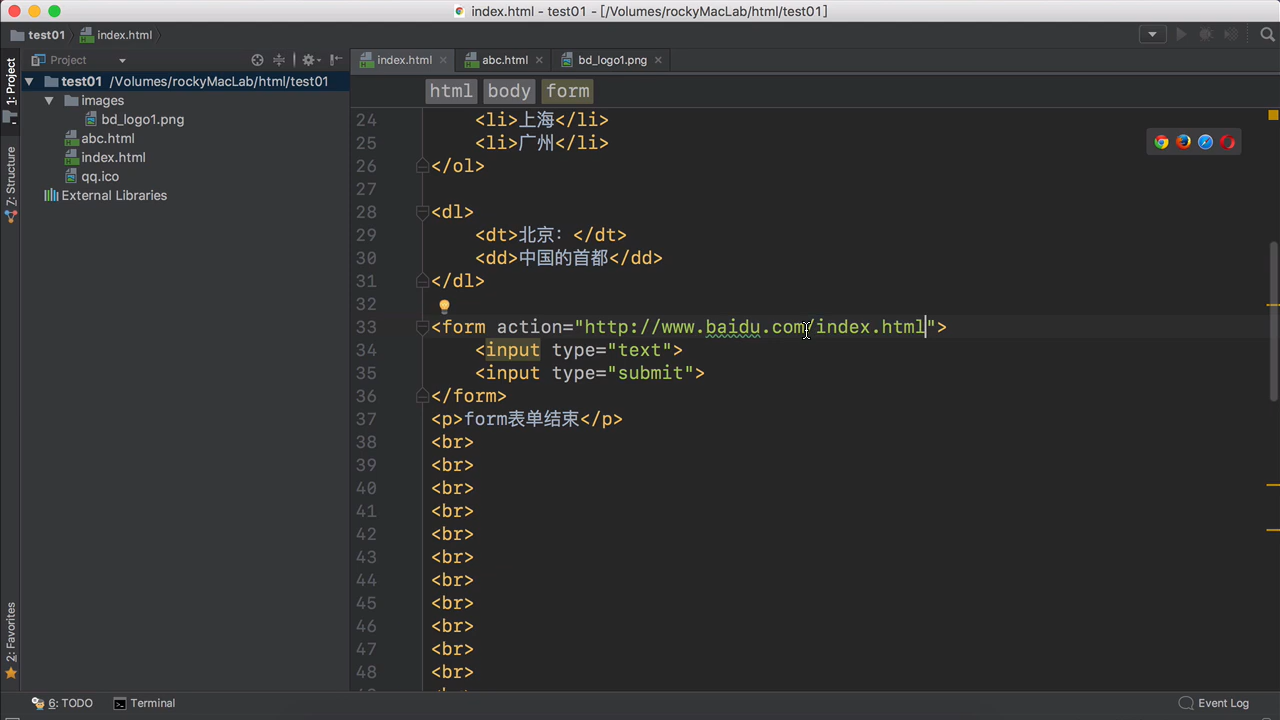 index.html - test01 - [/Volumes/rockyMacLab/html/test01]
test01
index.html
1: Project
Z: Structure
2: Favorites
Project
test01 /Volumes/rockyMacLab/html/test01
images
bd_logo1.png
abc.html
index.html
qq.ico
External Libraries
index.html
abc.html
bd_logo1.png
html body form
24 <li>上海</li>
25 <li>广州</li>
26 </ol>
27
28 <dl>
29 <dt>北京：</dt>
30 <dd>中国的首都</dd>
31 </dl>
32
33 <form action="http://www.baidu.com/index.html">
34 <input type="text">
35 <input type="submit">
36 </form>
37 <p>form表单结束</p>
38 <br>
39 <br>
40 <br>
41 <br>
42 <br>
43 <br>
44 <br>
45 <br>
46 <br>
47 <br>
48 <br>
6: TODO
Terminal
Event Log